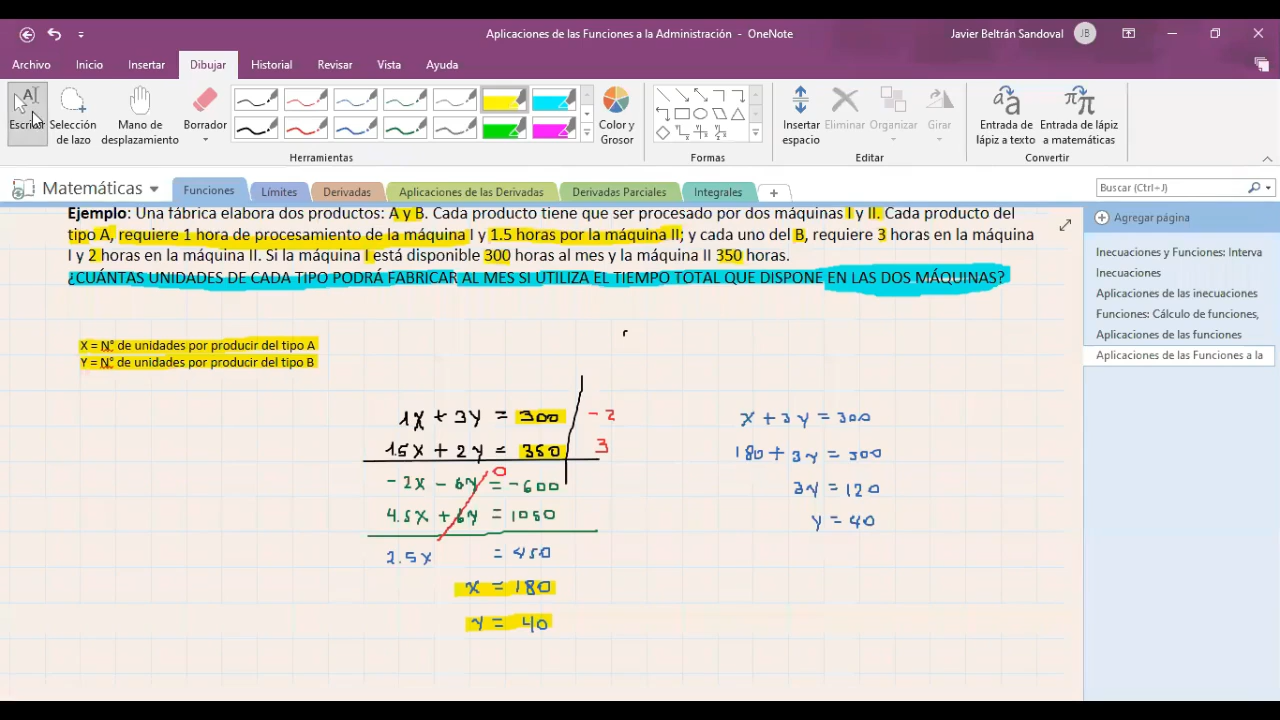 Aplicaciones de las Funciones a la Administración - OneNote
Javier Beltrán Sandoval JB
Archivo Inicio Insertar Dibujar Historial Revisar Vista Ayuda
Escribir Selección de lazo Mano de desplazamiento Borrador Color y Grosor Insertar espacio Eliminar Organizar Girar Entrada de lápiz a texto Entrada de lápiz a matemáticas
Herramientas Formas Editar Convertir
Matemáticas Funciones Límites Derivadas Aplicaciones de las Derivadas Derivadas Parciales Integrales + Buscar (Ctrl+J)
Ejemplo: Una fábrica elabora dos productos: A y B. Cada producto tiene que ser procesado por dos máquinas I y II. Cada producto del
tipo A, requiere 1 hora de procesamiento de la máquina I y 1.5 horas por la máquina II; y cada uno del B, requiere 3 horas en la máquina
I y 2 horas en la máquina II. Si la máquina I está disponible 300 horas al mes y la máquina II 350 horas.
¿CUÁNTAS UNIDADES DE CADA TIPO PODRÁ FABRICAR AL MES SI UTILIZA EL TIEMPO TOTAL QUE DISPONE EN LAS DOS MÁQUINAS?
X = N° de unidades por producir del tipo A
Y = N° de unidades por producir del tipo B
1X + 3Y = 300 -2
1.5X + 2Y = 350 3
-2X - 6Y = -600
0
4.5X + 6Y = 1050
2.5X = 450
X = 180
Y = 40
X + 3Y = 300
180 + 3Y = 300
3Y = 120
Y = 40
Agregar página
Inecuaciones y Funciones: Interva
Inecuaciones
Aplicaciones de las inecuaciones
Funciones: Cálculo de funciones,
Aplicaciones de las funciones
Aplicaciones de las Funciones a la